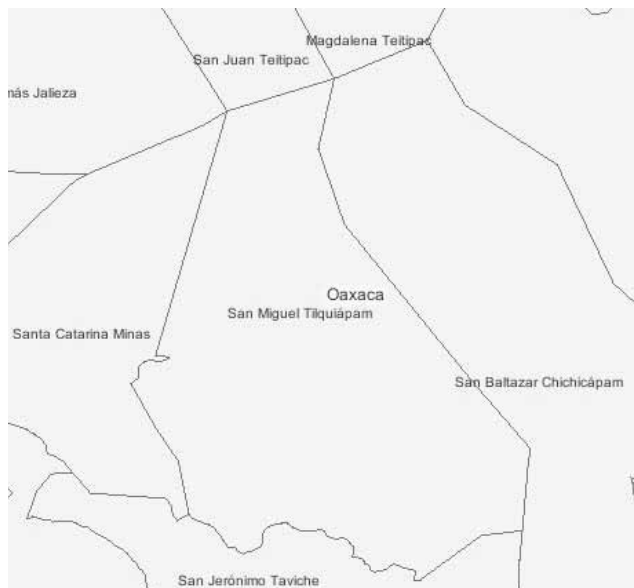 Magdalena Teitipac
San Juan Teitipac
más Jalieza
Oaxaca
San Miguel Tilquiápam
Santa Catarina Minas
San Baltazar Chichicápam
San Jerónimo Taviche